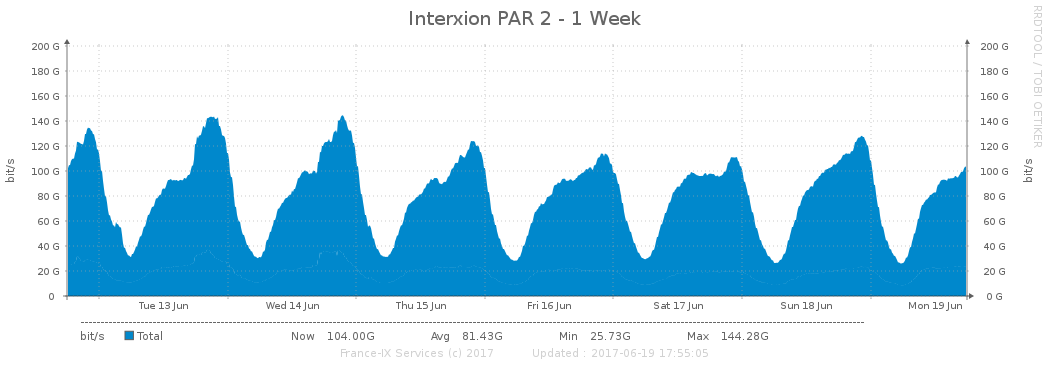 Interxion PAR 2 - 1 Week
RRDTOOL / TOBI OETIKER
200 G 200 G
180 G 180 G
160 G 160 G
140 G 140 G
120 G 120 G
100 G 100 G
80 G 80 G
60 G 60 G
40 G 40 G
20 G 20 G
0 0 G
bit/s bit/s
Tue 13 Jun Wed 14 Jun Thu 15 Jun Fri 16 Jun Sat 17 Jun Sun 18 Jun Mon 19 Jun
bit/s Total Now 104.00G Avg 81.43G Min 25.73G Max 144.28G
France-IX Services (c) 2017 Updated : 2017-06-19 17:55:05